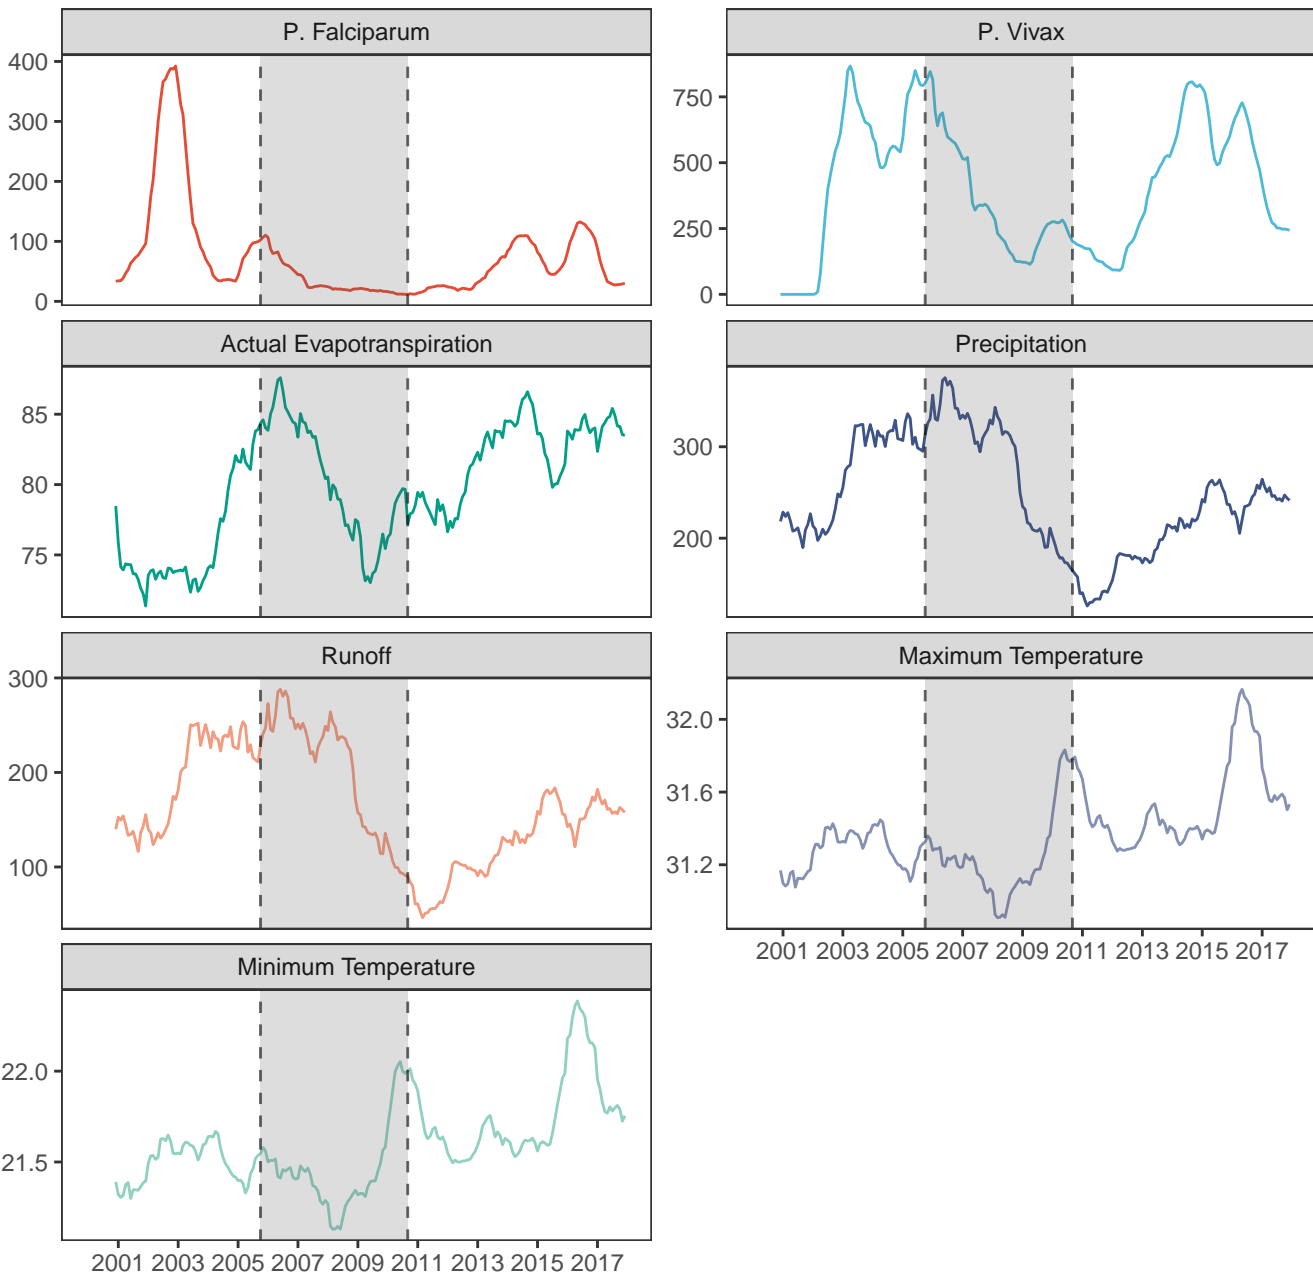 P. Falciparum
400
300
200
100
0
P. Vivax
750
500
250
0
Actual Evapotranspiration
85
80
75
Precipitation
300
200
Runoff
300
200
100
Maximum Temperature
32.0
31.6
31.2
2001 2003 2005 2007 2009 2011 2013 2015 2017
Minimum Temperature
22.0
21.5
2001 2003 2005 2007 2009 2011 2013 2015 2017